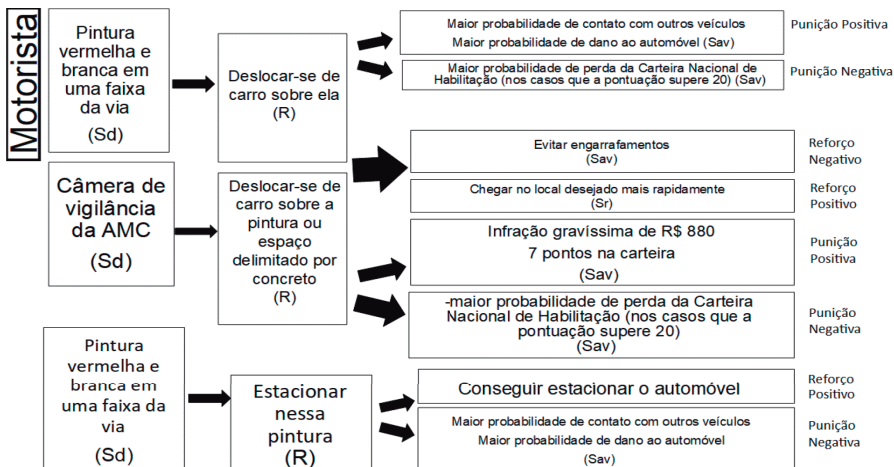 Motorista
Pintura
vermelha e
branca em
uma faixa
da via
(Sd)
Deslocar-se de
carro sobre ela
(R)
Maior probabilidade de contato com outros veículos
Maior probabilidade de dano ao automóvel (Sav)
Punição Positiva
Maior probabilidade de perda da Carteira Nacional de
Habilitação (nos casos que a pontuação supere 20) (Sav)
Punição Negativa
Câmera de
vigilância
da AMC
(Sd)
Deslocar-se de
carro sobre a
pintura ou
espaço
delimitado por
concreto
(R)
Evitar engarrafamentos
(Sav)
Reforço
Negativo
Chegar no local desejado mais rapidamente
(Sr)
Reforço
Positivo
Infração gravíssima de R$ 880
7 pontos na carteira
(Sav)
Punição
Positiva
-maior probabilidade de perda da Carteira
Nacional de Habilitação (nos casos que a
pontuação supere 20)
(Sav)
Punição
Negativa
Pintura
vermelha e
branca em
uma faixa da
via
(Sd)
Estacionar
nessa
pintura
(R)
Conseguir estacionar o automóvel
Reforço
Positivo
Maior probabilidade de contato com outros veículos
Maior probabilidade de dano ao automóvel
(Sav)
Punição
Negativa